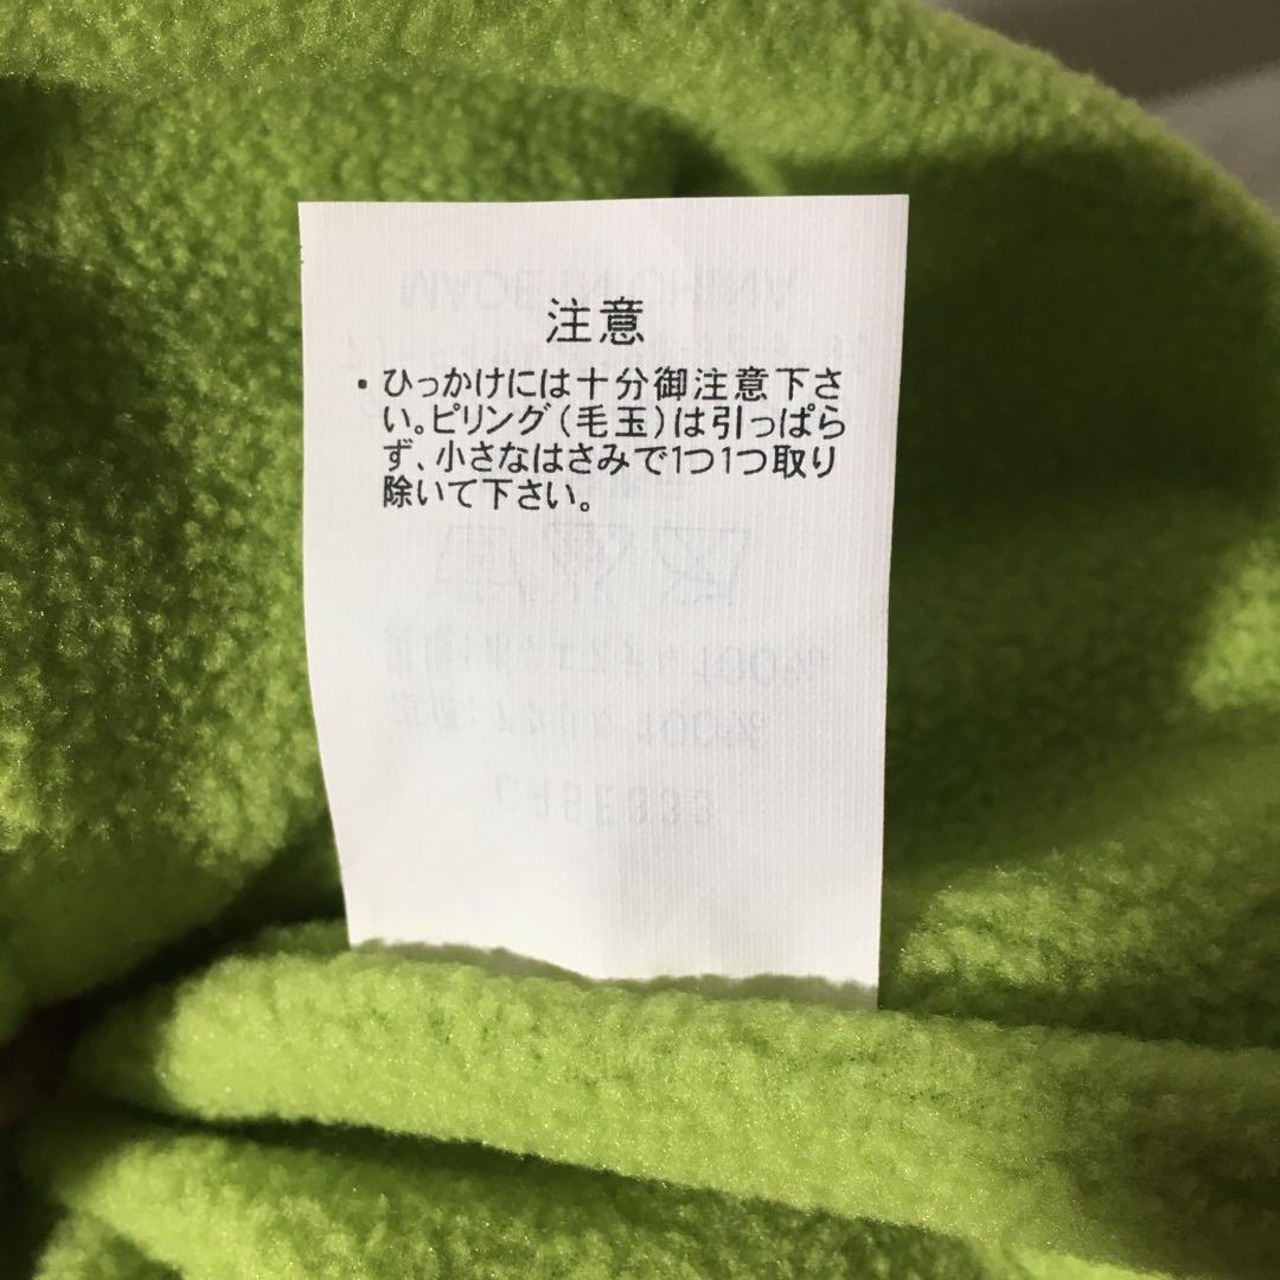 注意
・ひっかけには十分御注意下さ
い。ピリング(毛玉)は引っぱら
ず、小さなはさみで1つ1つ取り
除いて下さい。